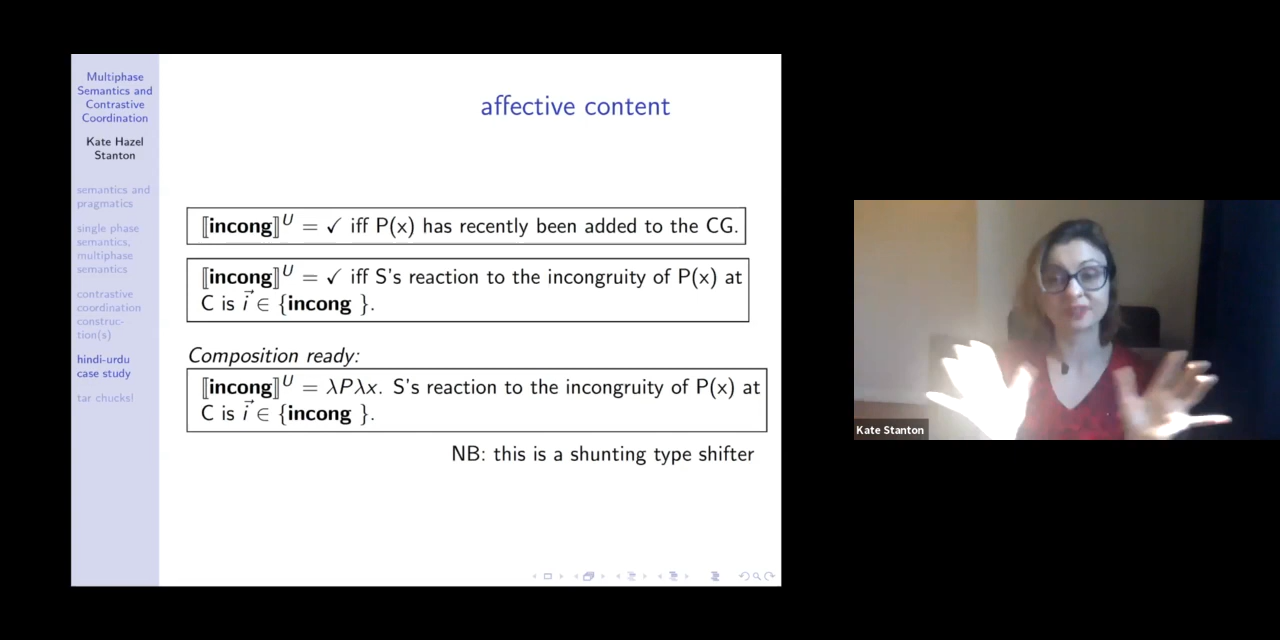 Multiphase
Semantics and
Contrastive
Coordination
Kate Hazel
Stanton
semantics and
pragmatics
single phase
semantics,
multiphase
semantics
contrastive
coordination
construc-
tion(s)
hindi-urdu
case study
tar chucks!
affective content
⟦incong⟧ᵁ = ✓ iff P(x) has recently been added to the CG.
⟦incong⟧ᵁ = ✓ iff S's reaction to the incongruity of P(x) at
C is i⃗ ∈ {incong }.
Composition ready:
⟦incong⟧ᵁ = λPλx. S's reaction to the incongruity of P(x) at
C is i⃗ ∈ {incong }.
NB: this is a shunting type shifter
Kate Stanton